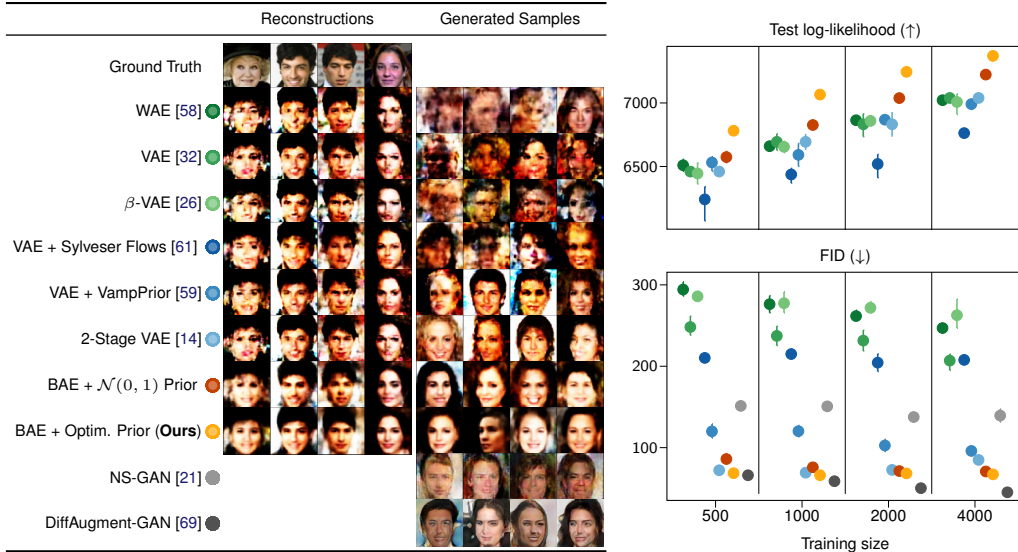 Reconstructions Generated Samples
Ground Truth
WAE [58]
VAE [32]
β-VAE [26]
VAE + Sylveser Flows [61]
VAE + VampPrior [59]
2-Stage VAE [14]
BAE + 𝒩(0, 1) Prior
BAE + Optim. Prior (Ours)
NS-GAN [21]
DiffAugment-GAN [69]
Test log-likelihood (↑)
7000
6500
FID (↓)
300
200
100
500 1000 2000 4000
Training size